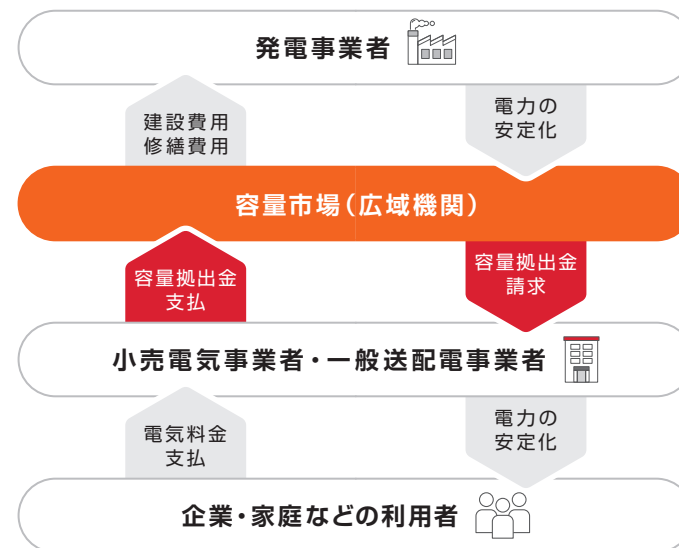 発電事業者
建設費用
修繕費用
電力の
安定化
容量市場（広域機関）
容量拠出金
支払
容量拠出金
請求
小売電気事業者・一般送配電事業者
電気料金
支払
電力の
安定化
企業・家庭などの利用者